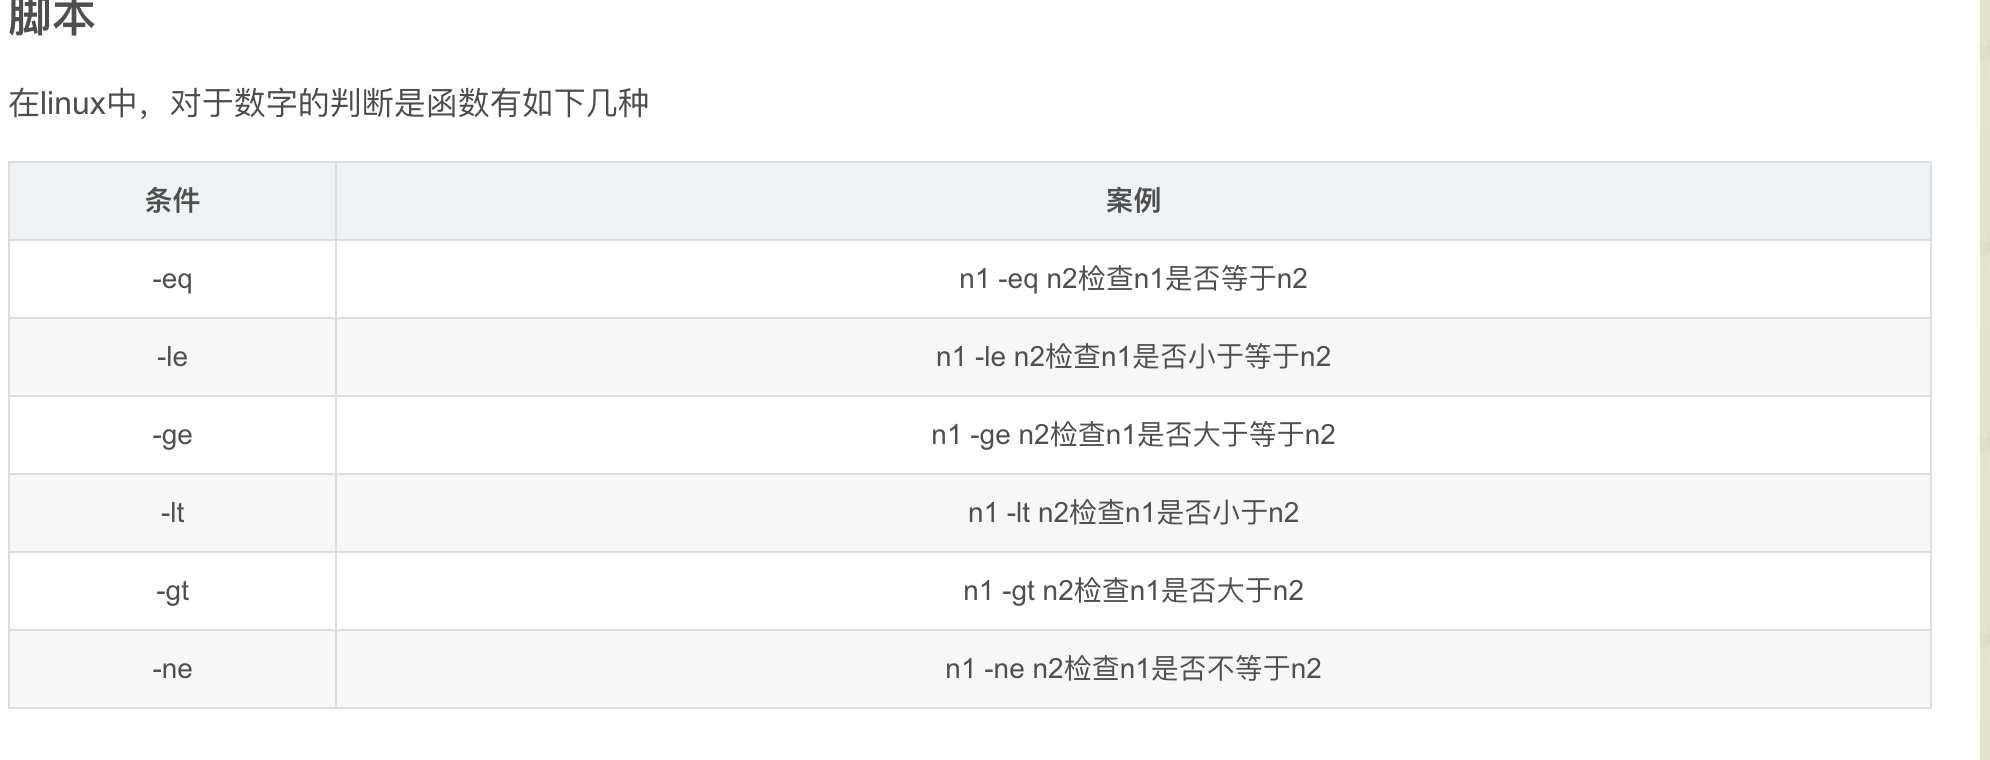 脚本
在linux中，对于数字的判断是函数有如下几种
条件 案例
-eq n1 -eq n2检查n1是否等于n2
-le n1 -le n2检查n1是否小于等于n2
-ge n1 -ge n2检查n1是否大于等于n2
-lt n1 -lt n2检查n1是否小于n2
-gt n1 -gt n2检查n1是否大于n2
-ne n1 -ne n2检查n1是否不等于n2